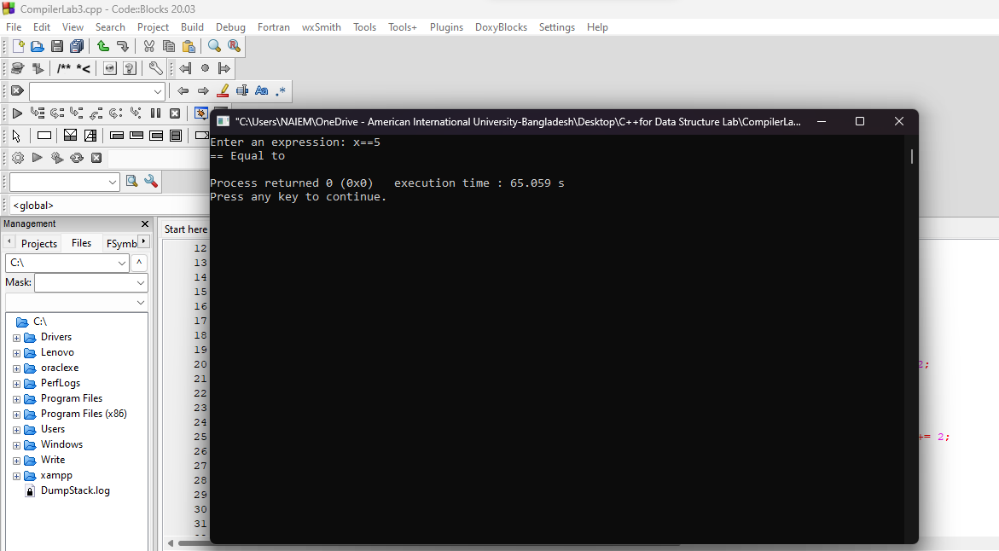 CompilerLab3.cpp - Code::Blocks 20.03
File Edit View Search Project Build Debug Fortran wxSmith Tools Tools+ Plugins DoxyBlocks Settings Help
/** *<
Aa .*
<global>
"C:\Users\NAIEM\OneDrive - American International University-Bangladesh\Desktop\C++for Data Structure Lab\CompilerLa...
Enter an expression: x==5
== Equal to
Process returned 0 (0x0)   execution time : 65.059 s
Press any key to continue.
Management
Projects Files FSymb
C:\
Mask:
C:\
Drivers
Lenovo
oraclexe
PerfLogs
Program Files
Program Files (x86)
Users
Windows
Write
xampp
DumpStack.log
Start here
12
13
14
15
16
17
18
19
20 2;
21
22
23
24
25 += 2;
26
27
28
29
30
31